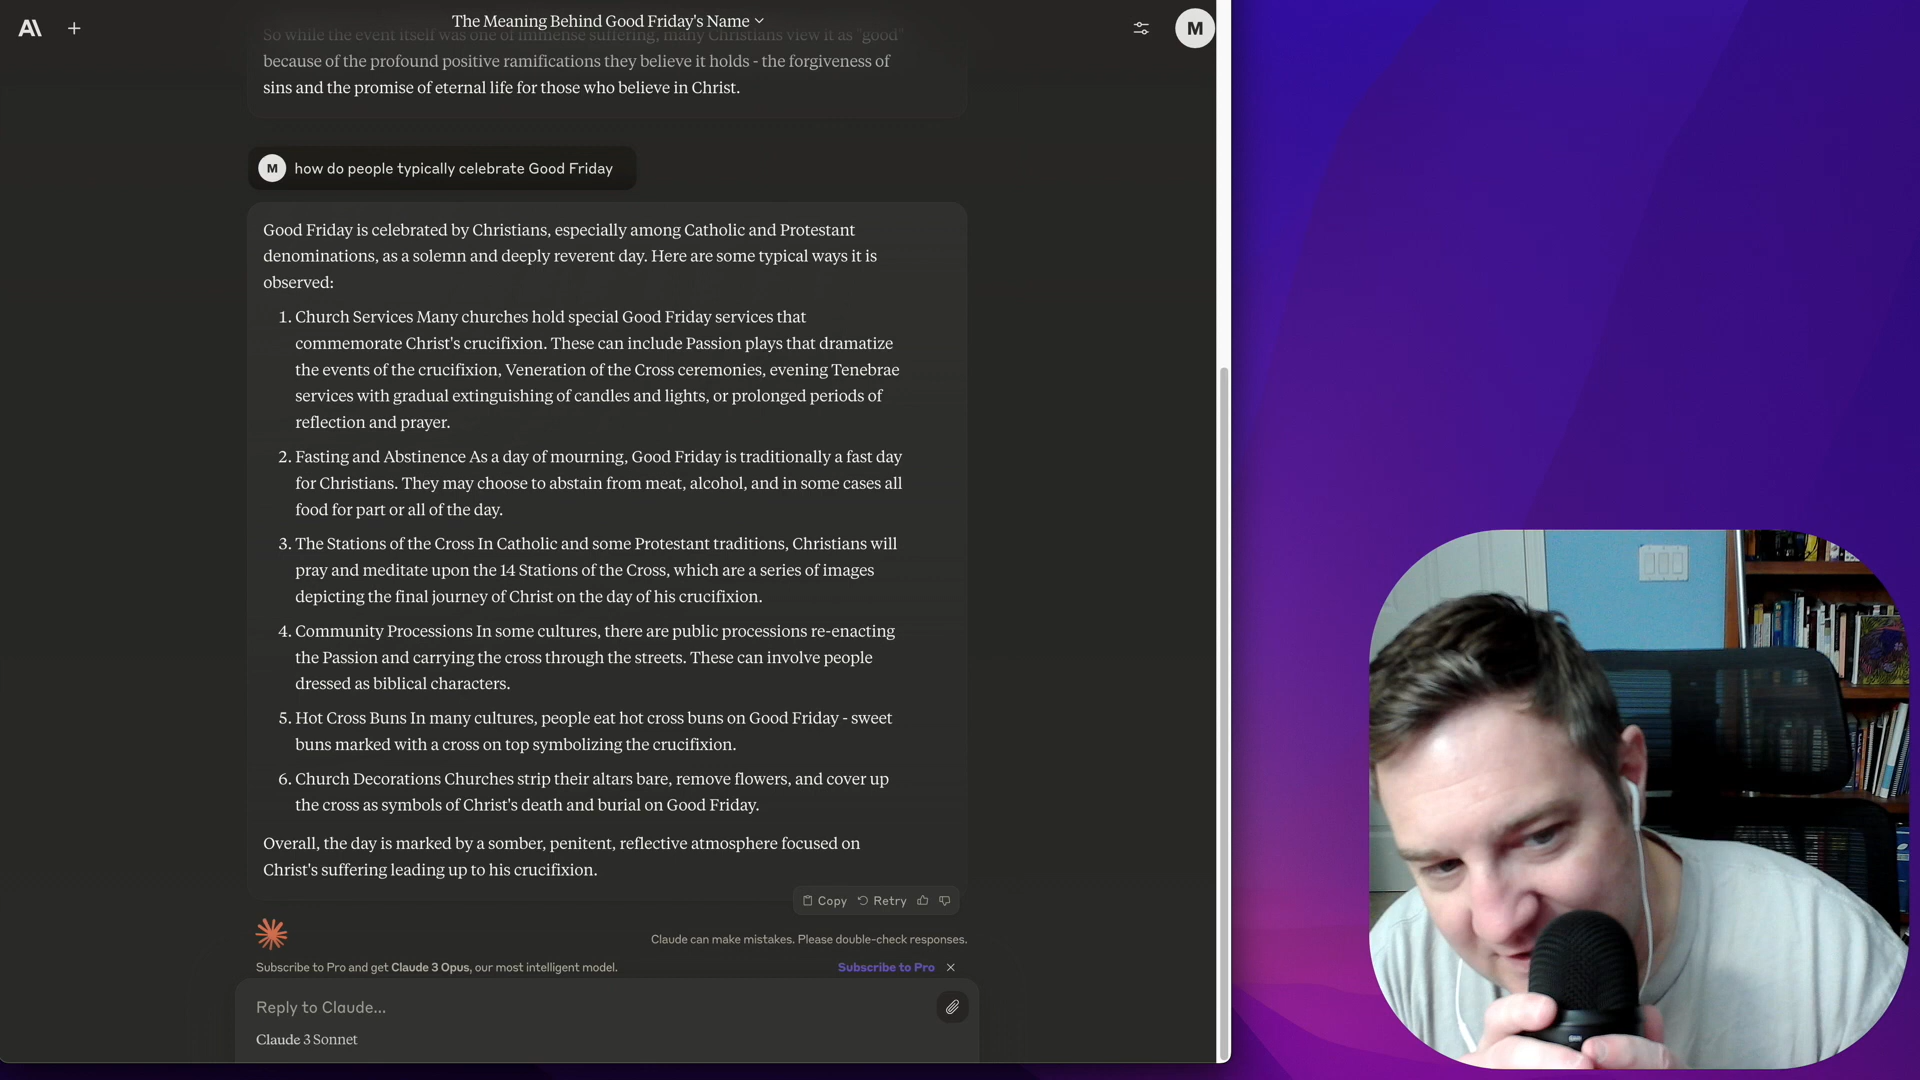 The Meaning Behind Good Friday's Name
M
So while the event itself was one of immense suffering, many Christians view it as "good"
because of the profound positive ramifications they believe it holds - the forgiveness of
sins and the promise of eternal life for those who believe in Christ.
M how do people typically celebrate Good Friday
Good Friday is celebrated by Christians, especially among Catholic and Protestant
denominations, as a solemn and deeply reverent day. Here are some typical ways it is
observed:
1. Church Services Many churches hold special Good Friday services that
commemorate Christ's crucifixion. These can include Passion plays that dramatize
the events of the crucifixion, Veneration of the Cross ceremonies, evening Tenebrae
services with gradual extinguishing of candles and lights, or prolonged periods of
reflection and prayer.
2. Fasting and Abstinence As a day of mourning, Good Friday is traditionally a fast day
for Christians. They may choose to abstain from meat, alcohol, and in some cases all
food for part or all of the day.
3. The Stations of the Cross In Catholic and some Protestant traditions, Christians will
pray and meditate upon the 14 Stations of the Cross, which are a series of images
depicting the final journey of Christ on the day of his crucifixion.
4. Community Processions In some cultures, there are public processions re-enacting
the Passion and carrying the cross through the streets. These can involve people
dressed as biblical characters.
5. Hot Cross Buns In many cultures, people eat hot cross buns on Good Friday - sweet
buns marked with a cross on top symbolizing the crucifixion.
6. Church Decorations Churches strip their altars bare, remove flowers, and cover up
the cross as symbols of Christ's death and burial on Good Friday.
Overall, the day is marked by a somber, penitent, reflective atmosphere focused on
Christ's suffering leading up to his crucifixion.
Copy Retry
Claude can make mistakes. Please double-check responses.
Subscribe to Pro and get Claude 3 Opus, our most intelligent model. Subscribe to Pro
Reply to Claude...
Claude 3 Sonnet